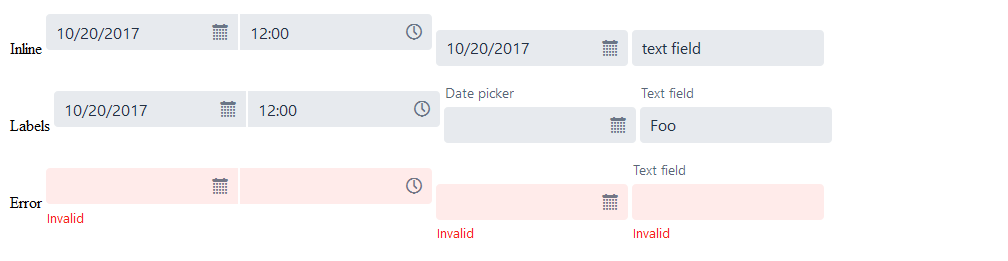 Inline 10/20/2017 12:00 10/20/2017 text field
Date picker Text field
Labels 10/20/2017 12:00 Foo
Text field
Error
Invalid Invalid Invalid